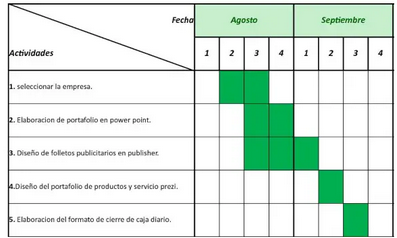 Fecha Agosto Septiembre
Actividades 1 2 3 4 1 2 3 4
1. seleccionar la empresa.
2. Elaboracion de portafolio en power point.
3. Diseño de folletos publicitarios en publisher.
4.Diseño del portafolio de productos y servicio prezi.
5. Elaboracion del formato de cierre de caja diario.